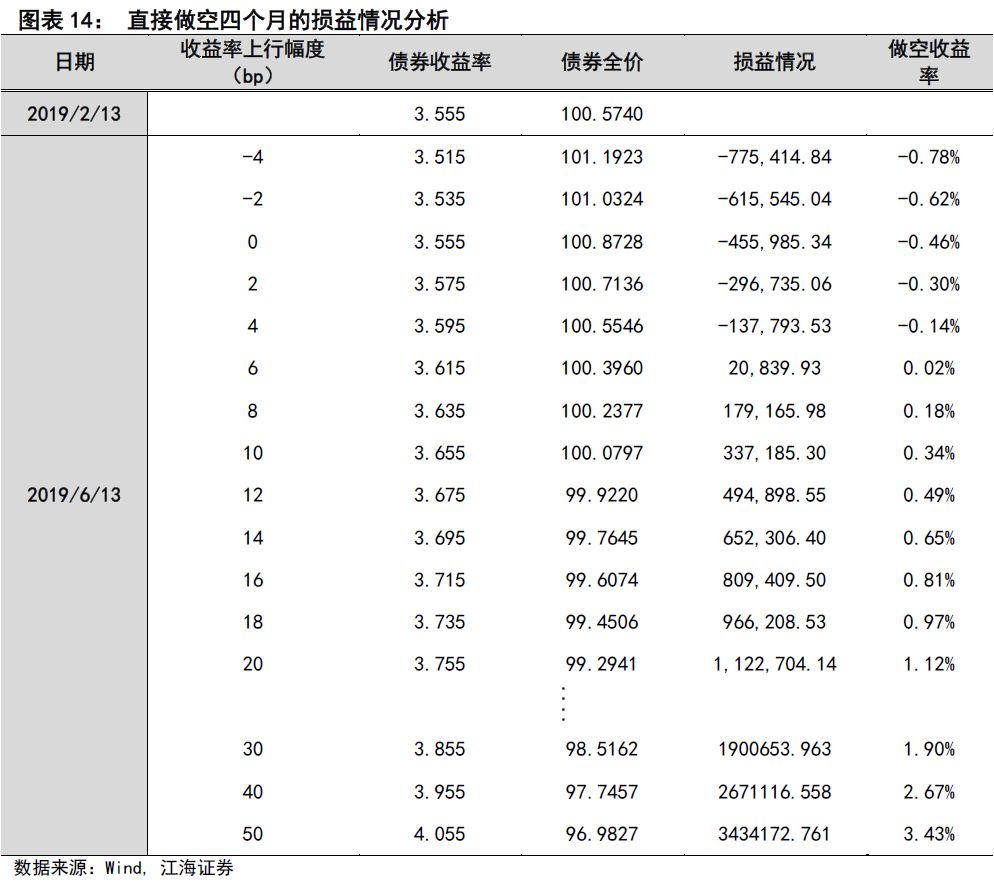 图表 14： 直接做空四个月的损益情况分析
日期 收益率上行幅度（bp） 债券收益率 债券全价 损益情况 做空收益率
2019/2/13 3.555 100.5740
-4 3.515 101.1923 -775,414.84 -0.78%
-2 3.535 101.0324 -615,545.04 -0.62%
0 3.555 100.8728 -455,985.34 -0.46%
2 3.575 100.7136 -296,735.06 -0.30%
4 3.595 100.5546 -137,793.53 -0.14%
6 3.615 100.3960 20,839.93 0.02%
8 3.635 100.2377 179,165.98 0.18%
10 3.655 100.0797 337,185.30 0.34%
2019/6/13 12 3.675 99.9220 494,898.55 0.49%
14 3.695 99.7645 652,306.40 0.65%
16 3.715 99.6074 809,409.50 0.81%
18 3.735 99.4506 966,208.53 0.97%
20 3.755 99.2941 1,122,704.14 1.12%
⋮
30 3.855 98.5162 1900653.963 1.90%
40 3.955 97.7457 2671116.558 2.67%
50 4.055 96.9827 3434172.761 3.43%
数据来源：Wind, 江海证券